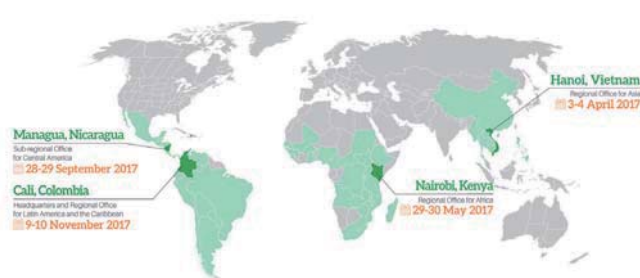 Hanoi, Vietnam
Regional Office for Asia
3-4 April 2017
Managua, Nicaragua
Sub-regional Office
for Central America
28-29 September 2017
Cali, Colombia
Headquarters and Regional Office
for Latin America and the Caribbean
9-10 November 2017
Nairobi, Kenya
Regional Office for Africa
29-30 May 2017